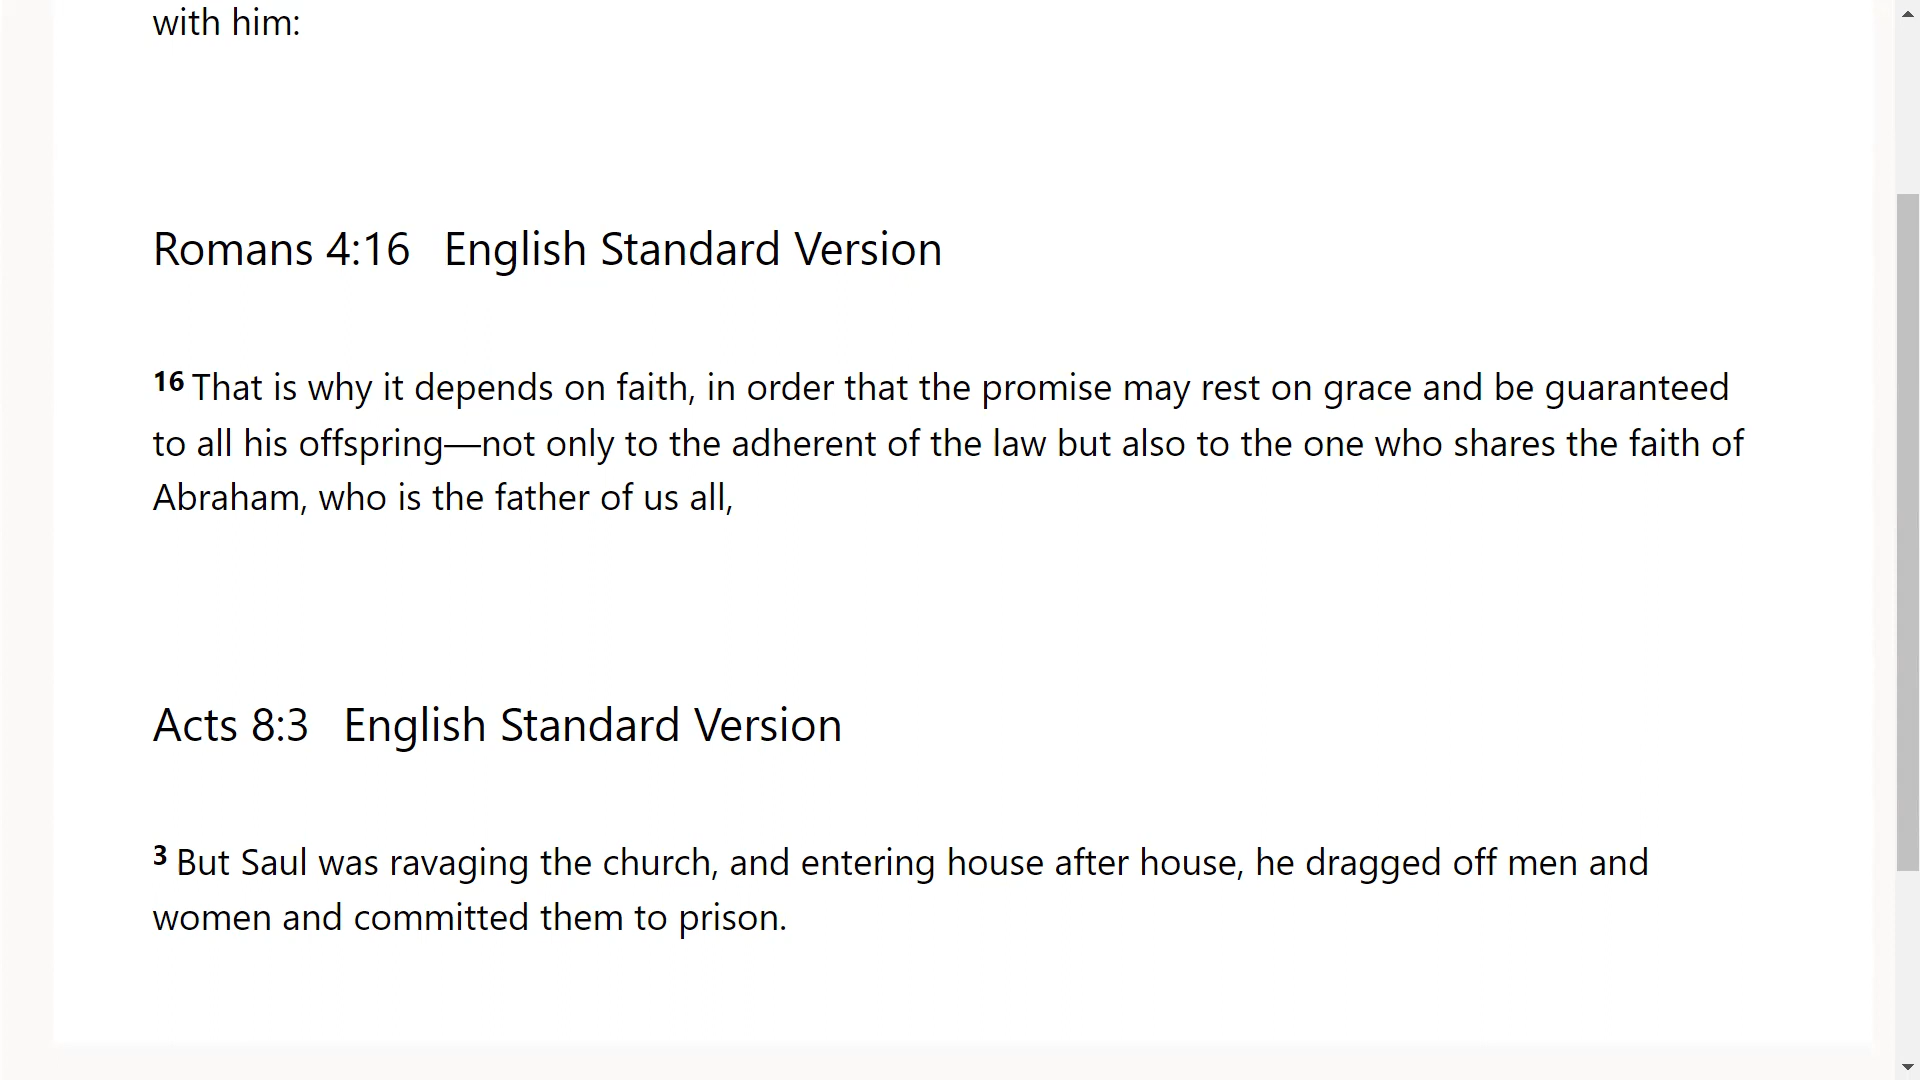 with him:
Romans 4:16 English Standard Version
16 That is why it depends on faith, in order that the promise may rest on grace and be guaranteed
to all his offspring—not only to the adherent of the law but also to the one who shares the faith of
Abraham, who is the father of us all,
Acts 8:3 English Standard Version
3 But Saul was ravaging the church, and entering house after house, he dragged off men and
women and committed them to prison.